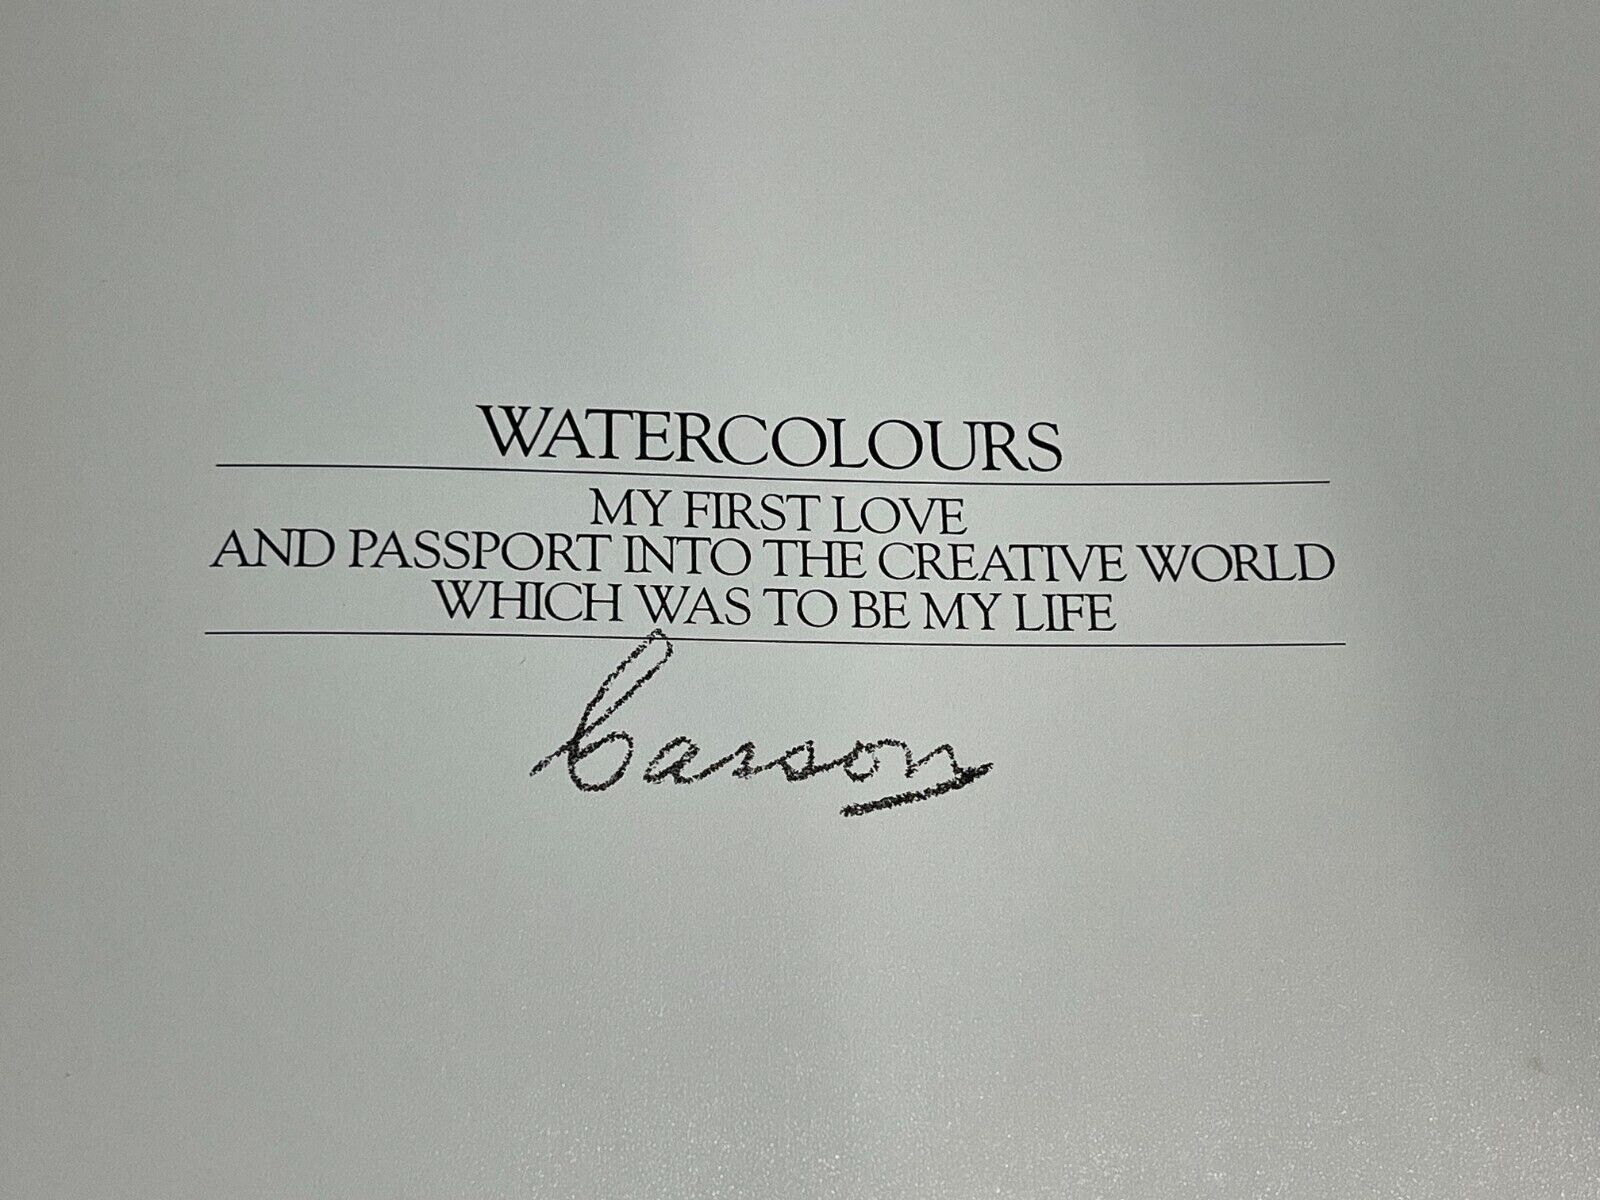 WATERCOLOURS
MY FIRST LOVE
AND PASSPORT INTO THE CREATIVE WORLD
WHICH WAS TO BE MY LIFE
Casson